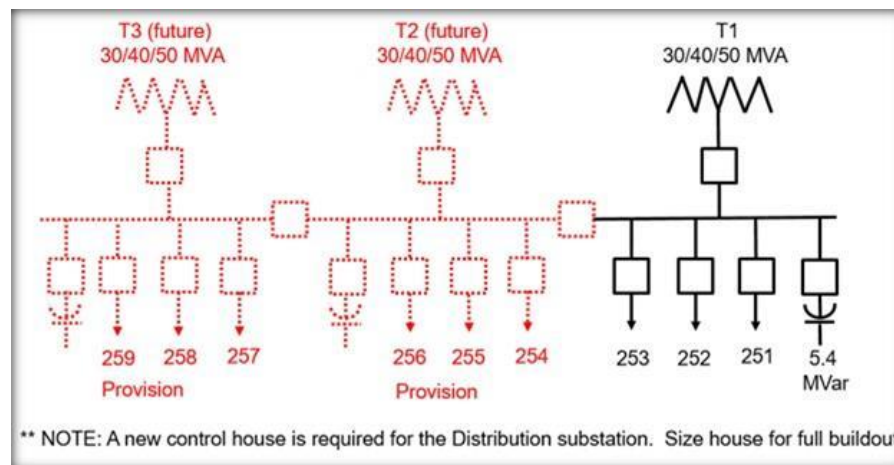 T3 (future)
30/40/50 MVA
T2 (future)
30/40/50 MVA
T1
30/40/50 MVA
259 258 257
Provision
256 255 254
Provision
253 252 251
5.4
MVar
** NOTE: A new control house is required for the Distribution substation. Size house for full buildout